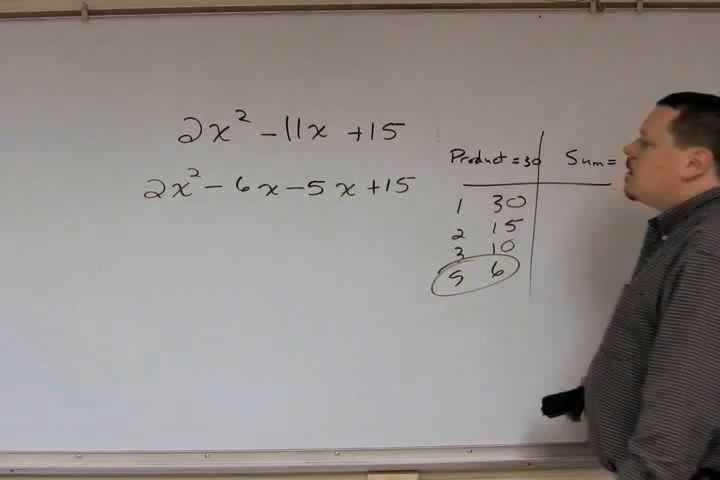 2x² - 11x + 15
2x² - 6x - 5x + 15
Product = 30 Sum =
1 30
2 15
3 10
5 6